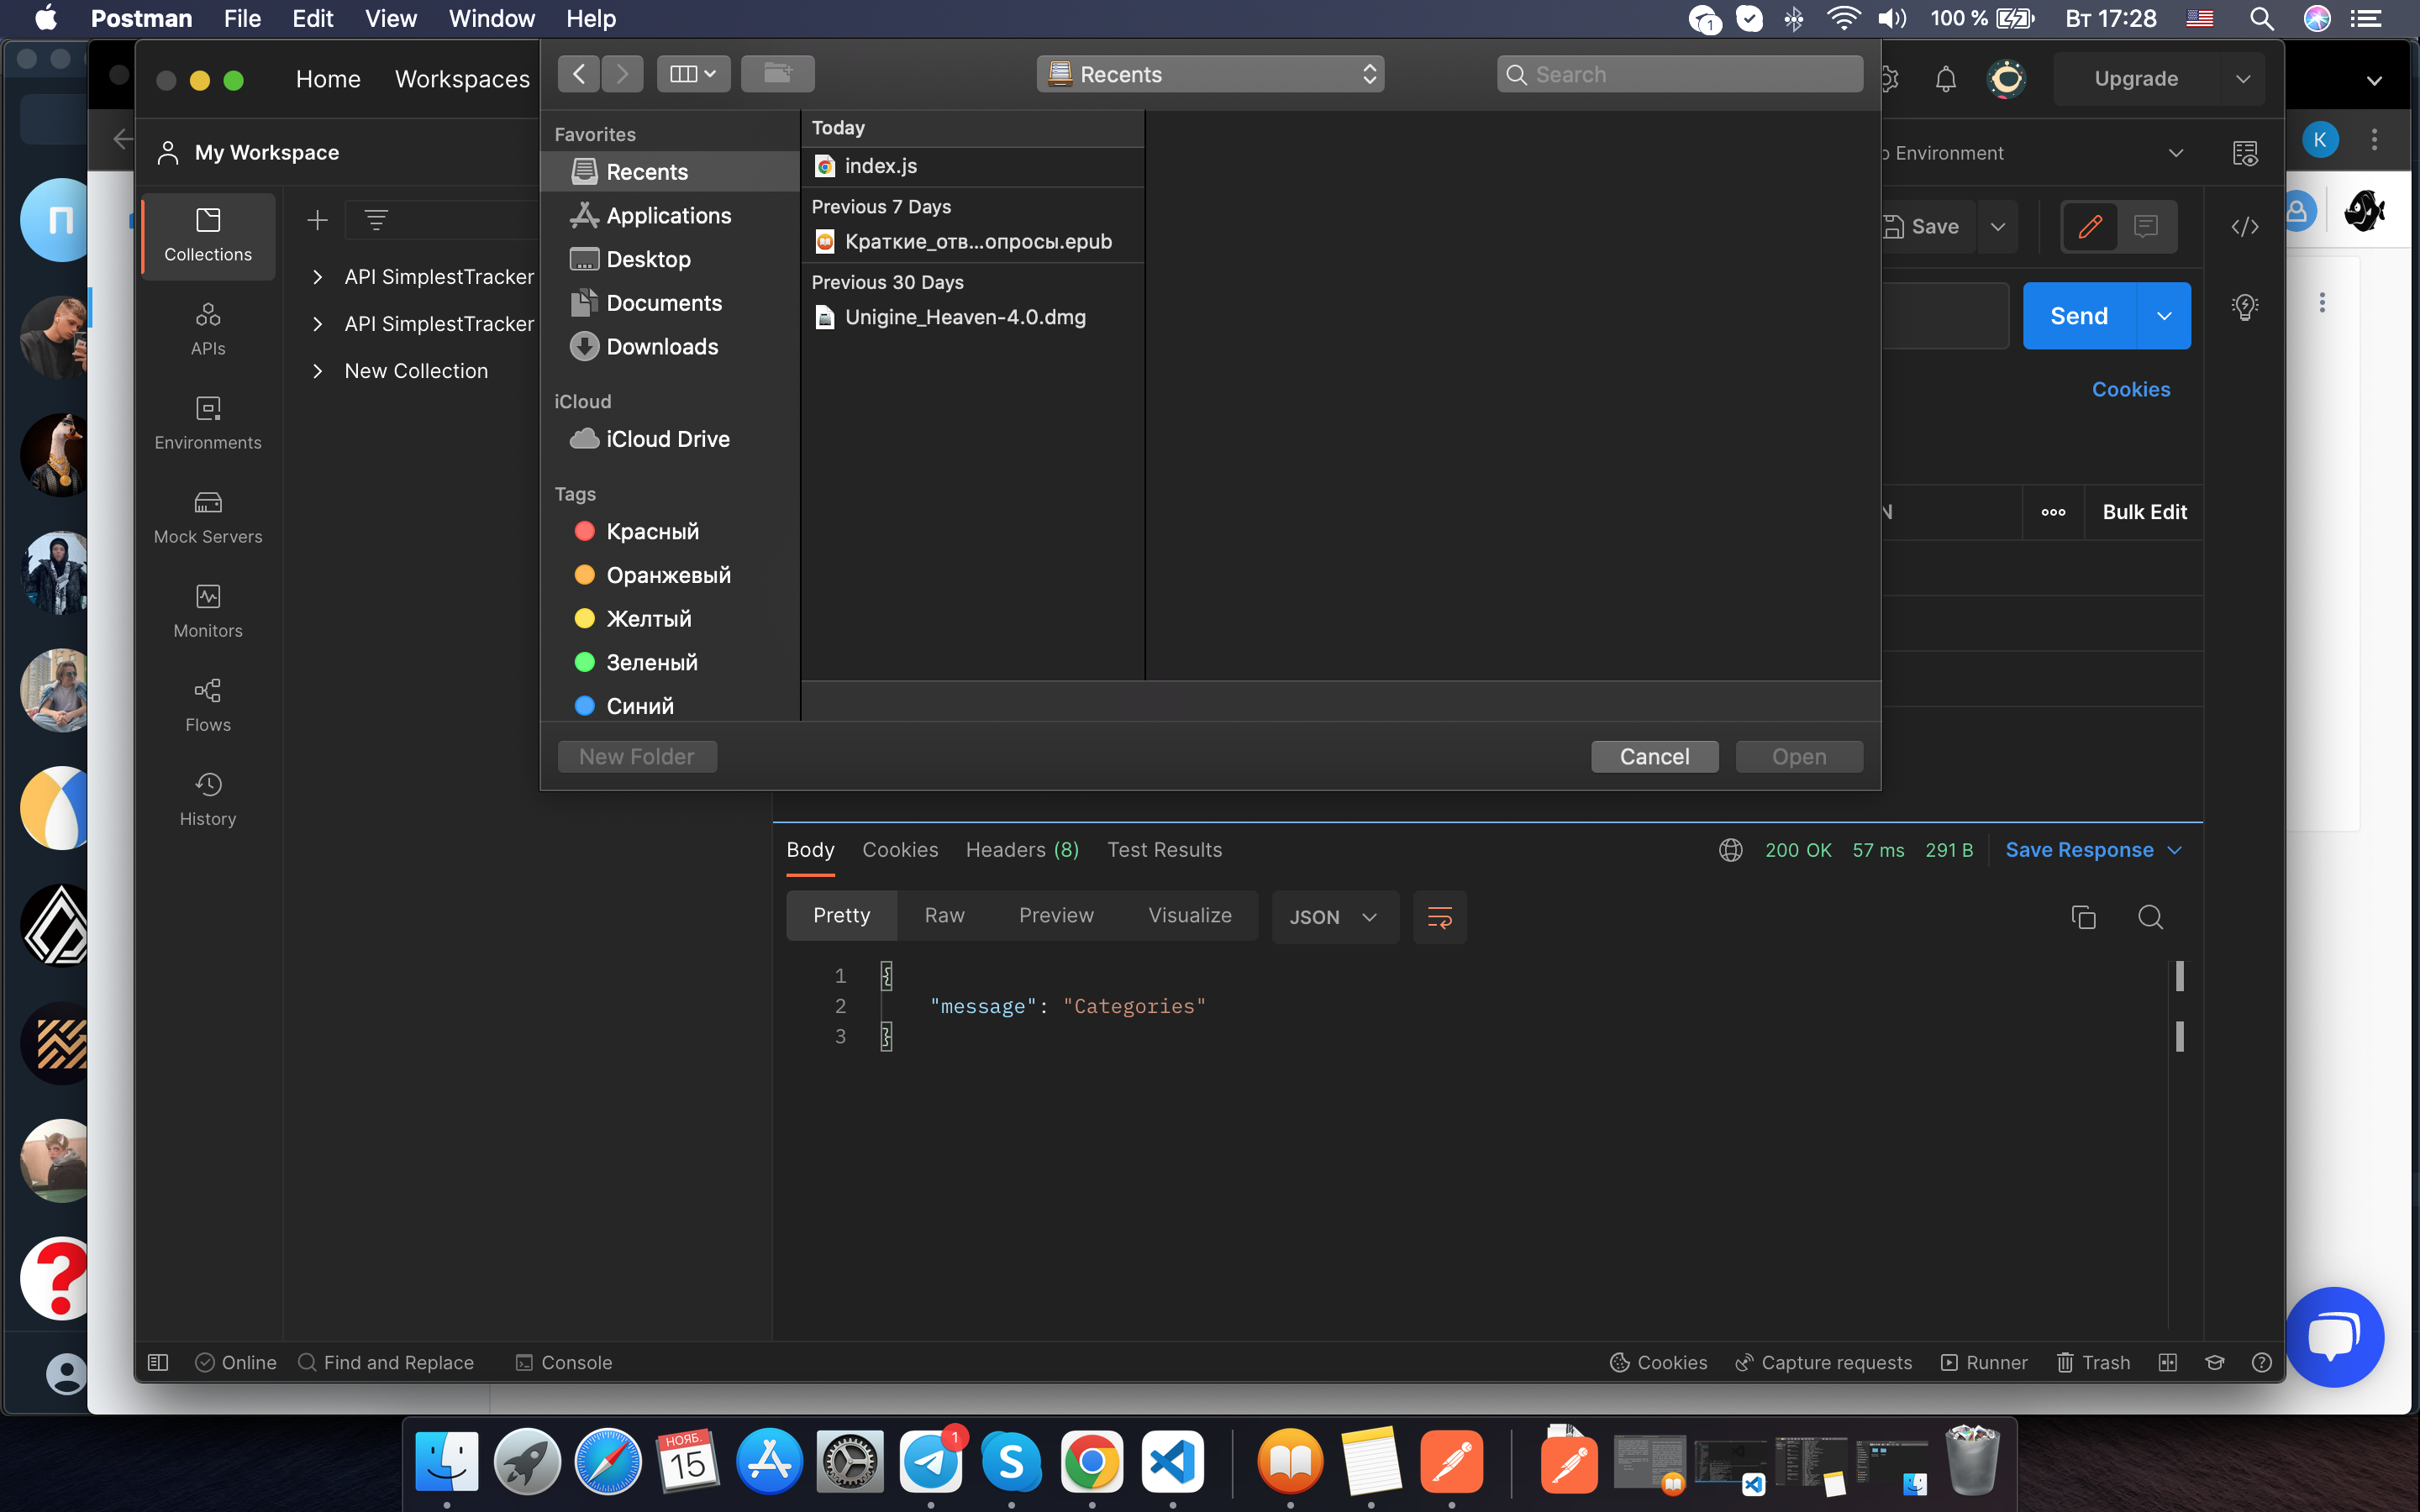 Postman File Edit View Window Help
1 100 % Вт 17:28
Home Workspaces
Recents
Search
Upgrade
My Workspace
Environment
K
Favorites
Recents
Applications
Desktop
Documents
Downloads
iCloud
iCloud Drive
Tags
Красный
Оранжевый
Желтый
Зеленый
Синий
Today
index.js
Previous 7 Days
Краткие_отв...опросы.epub
Previous 30 Days
Unigine_Heaven-4.0.dmg
New Folder
Cancel
Open
П
Collections
APIs
Environments
Mock Servers
Monitors
Flows
History
API SimplestTracker
API SimplestTracker
New Collection
Save
Send
Cookies
Bulk Edit
Body Cookies Headers (8) Test Results
200 OK 57 ms 291 B Save Response
Pretty Raw Preview Visualize JSON
1 {
2 "message": "Categories"
3 }
?
Online Find and Replace Console
Cookies Capture requests Runner Trash
НОЯБ.
15
1
S